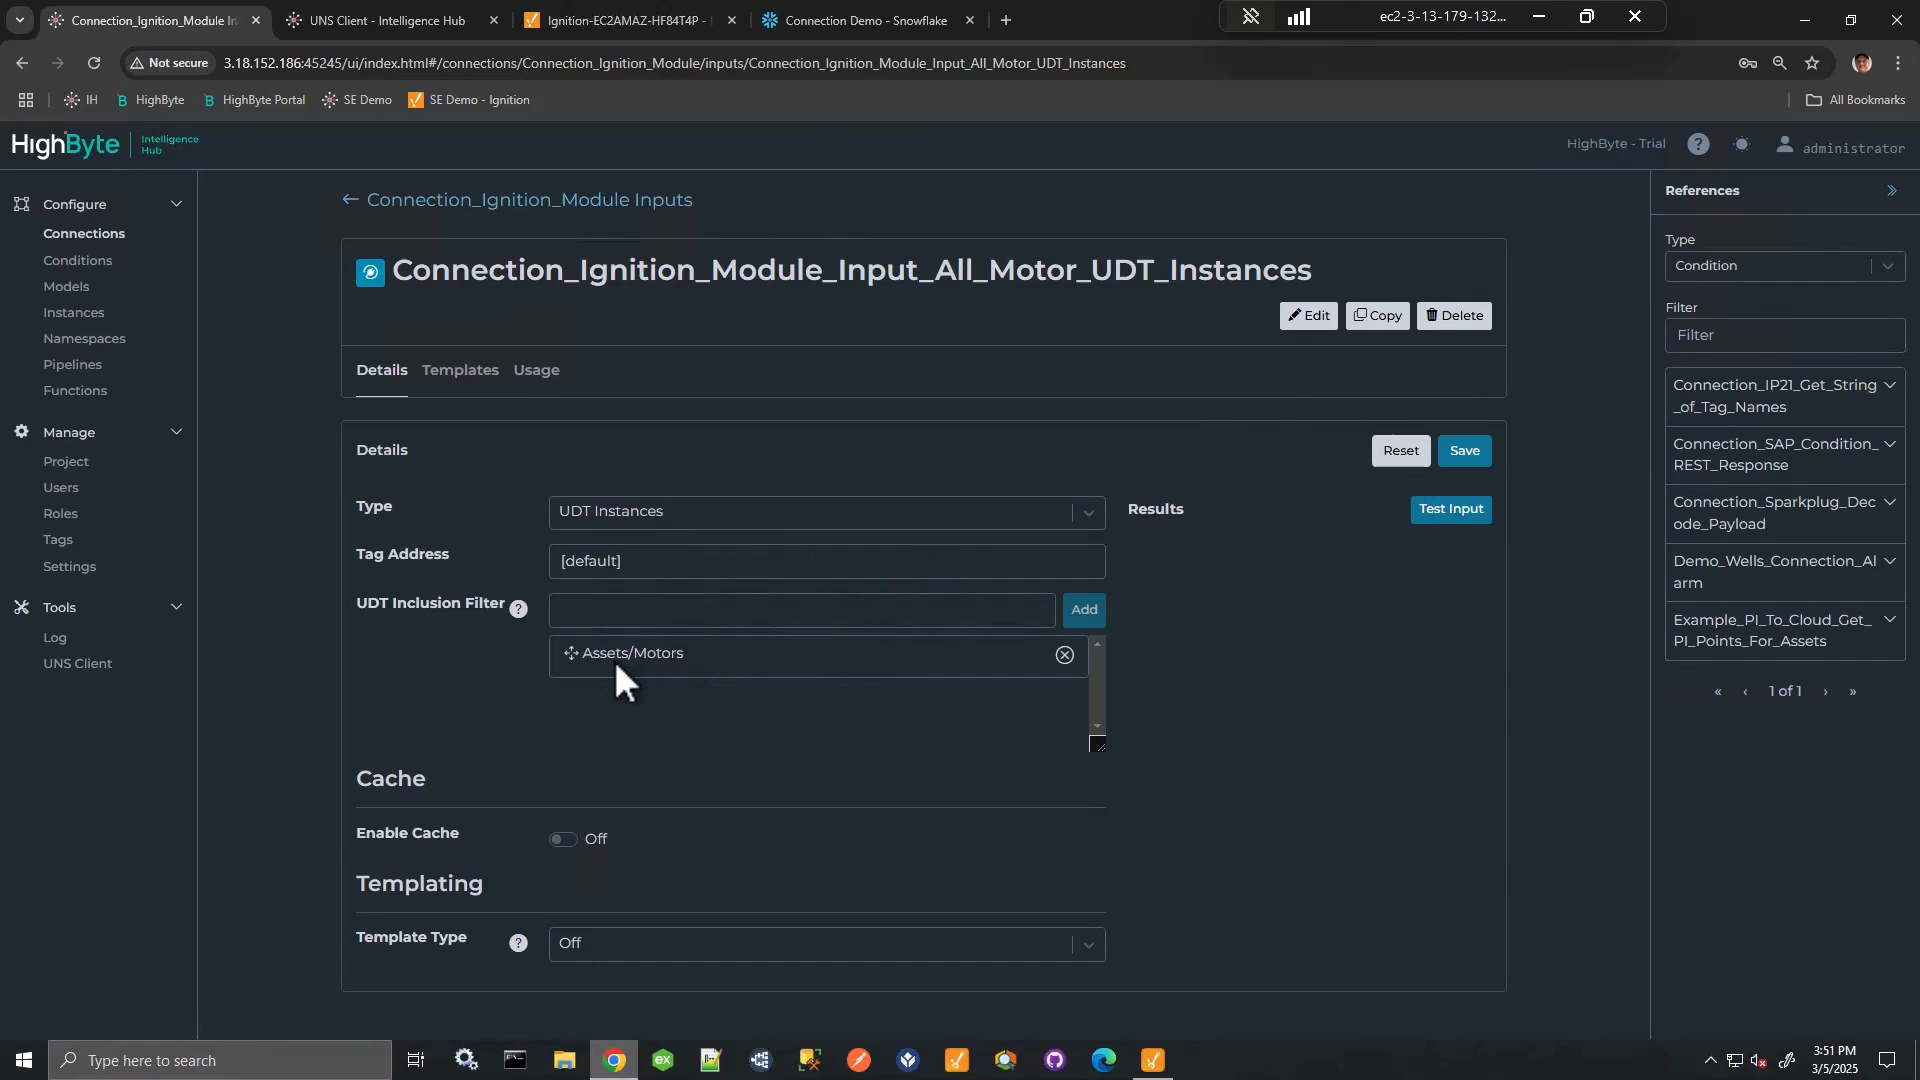 Connection_Ignition_Module In
UNS Client - Intelligence Hub
Ignition-EC2AMAZ-HF84T4P -
Connection Demo - Snowflake
ec2-3-13-179-132...
Not secure
3.18.152.186:45245/ui/index.html#/connections/Connection_Ignition_Module/inputs/Connection_Ignition_Module_Input_All_Motor_UDT_Instances
IH
HighByte
HighByte Portal
SE Demo
SE Demo - Ignition
All Bookmarks
HighByte
Intelligence
Hub
HighByte - Trial
administrator
Configure
Connections
Conditions
Models
Instances
Namespaces
Pipelines
Functions
Manage
Project
Users
Roles
Tags
Settings
Tools
Log
UNS Client
← Connection_Ignition_Module Inputs
Connection_Ignition_Module_Input_All_Motor_UDT_Instances
Edit
Copy
Delete
Details
Templates
Usage
Details
Reset
Save
Type
UDT Instances
Results
Test Input
Tag Address
[default]
UDT Inclusion Filter
Add
Assets/Motors
Cache
Enable Cache
Off
Templating
Template Type
Off
References
Type
Condition
Filter
Filter
Connection_IP21_Get_String
_of_Tag_Names
Connection_SAP_Condition_
REST_Response
Connection_Sparkplug_Dec
ode_Payload
Demo_Wells_Connection_Al
arm
Example_PI_To_Cloud_Get_
PI_Points_For_Assets
« ‹ 1 of 1 › »
Type here to search
3:51 PM
3/5/2025